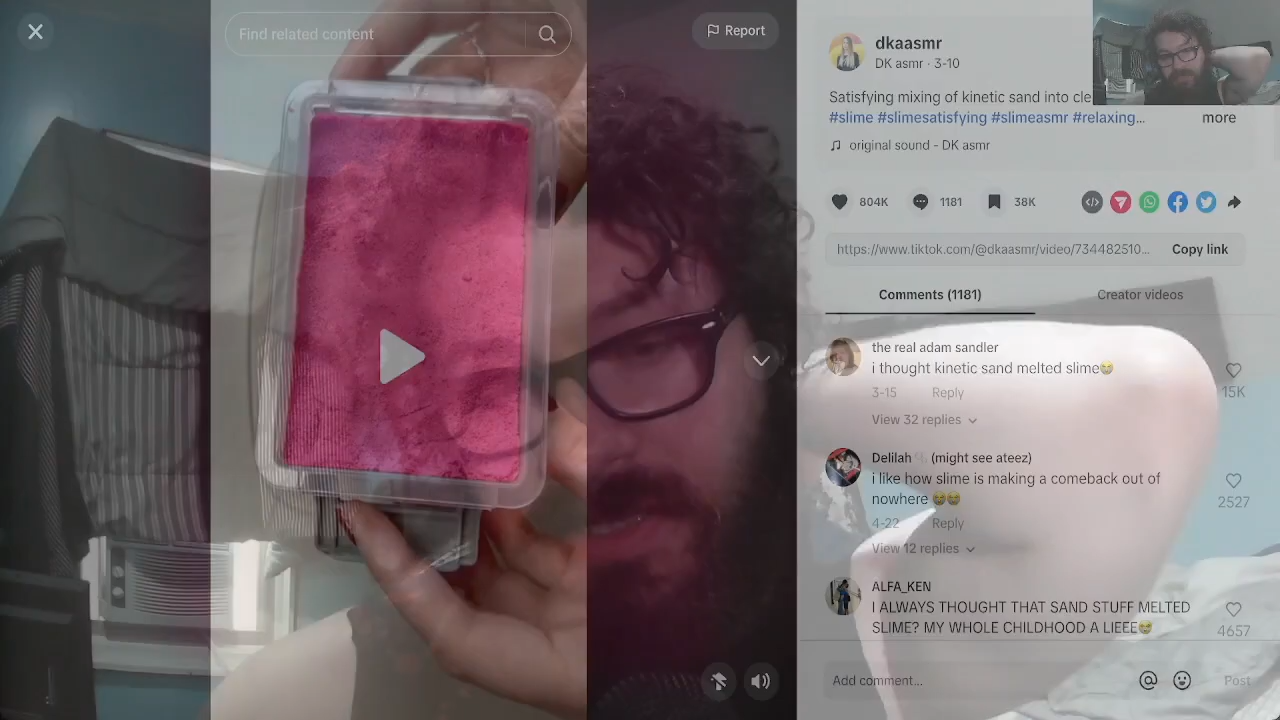 Find related content
Report
dkaasmr
DK asmr · 3-10
Satisfying mixing of kinetic sand into cle
#slime #slimesatisfying #slimeasmr #relaxing...
more
original sound - DK asmr
804K
1181
38K
https://www.tiktok.com/@dkaasmr/video/734482510...
Copy link
Comments (1181)
Creator videos
the real adam sandler
i thought kinetic sand melted slime😭
3-15 Reply
15K
View 32 replies
Delilah (might see ateez)
i like how slime is making a comeback out of
nowhere 😭😭
2527
4-22 Reply
View 12 replies
ALFA_KEN
I ALWAYS THOUGHT THAT SAND STUFF MELTED
SLIME? MY WHOLE CHILDHOOD A LIEEE😭
4657
Add comment...
Post